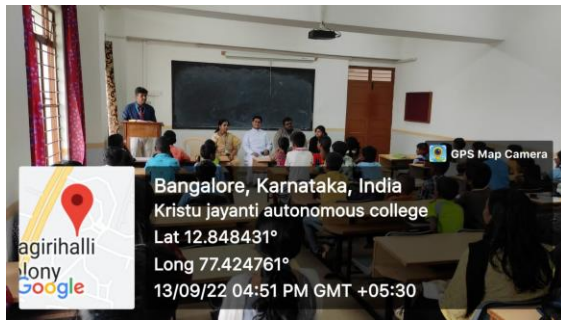 GPS Map Camera
Bangalore, Karnataka, India
Kristu jayanti autonomous college
Lat 12.848431°
Long 77.424761°
13/09/22 04:51 PM GMT +05:30
agirihalli
lony
Google